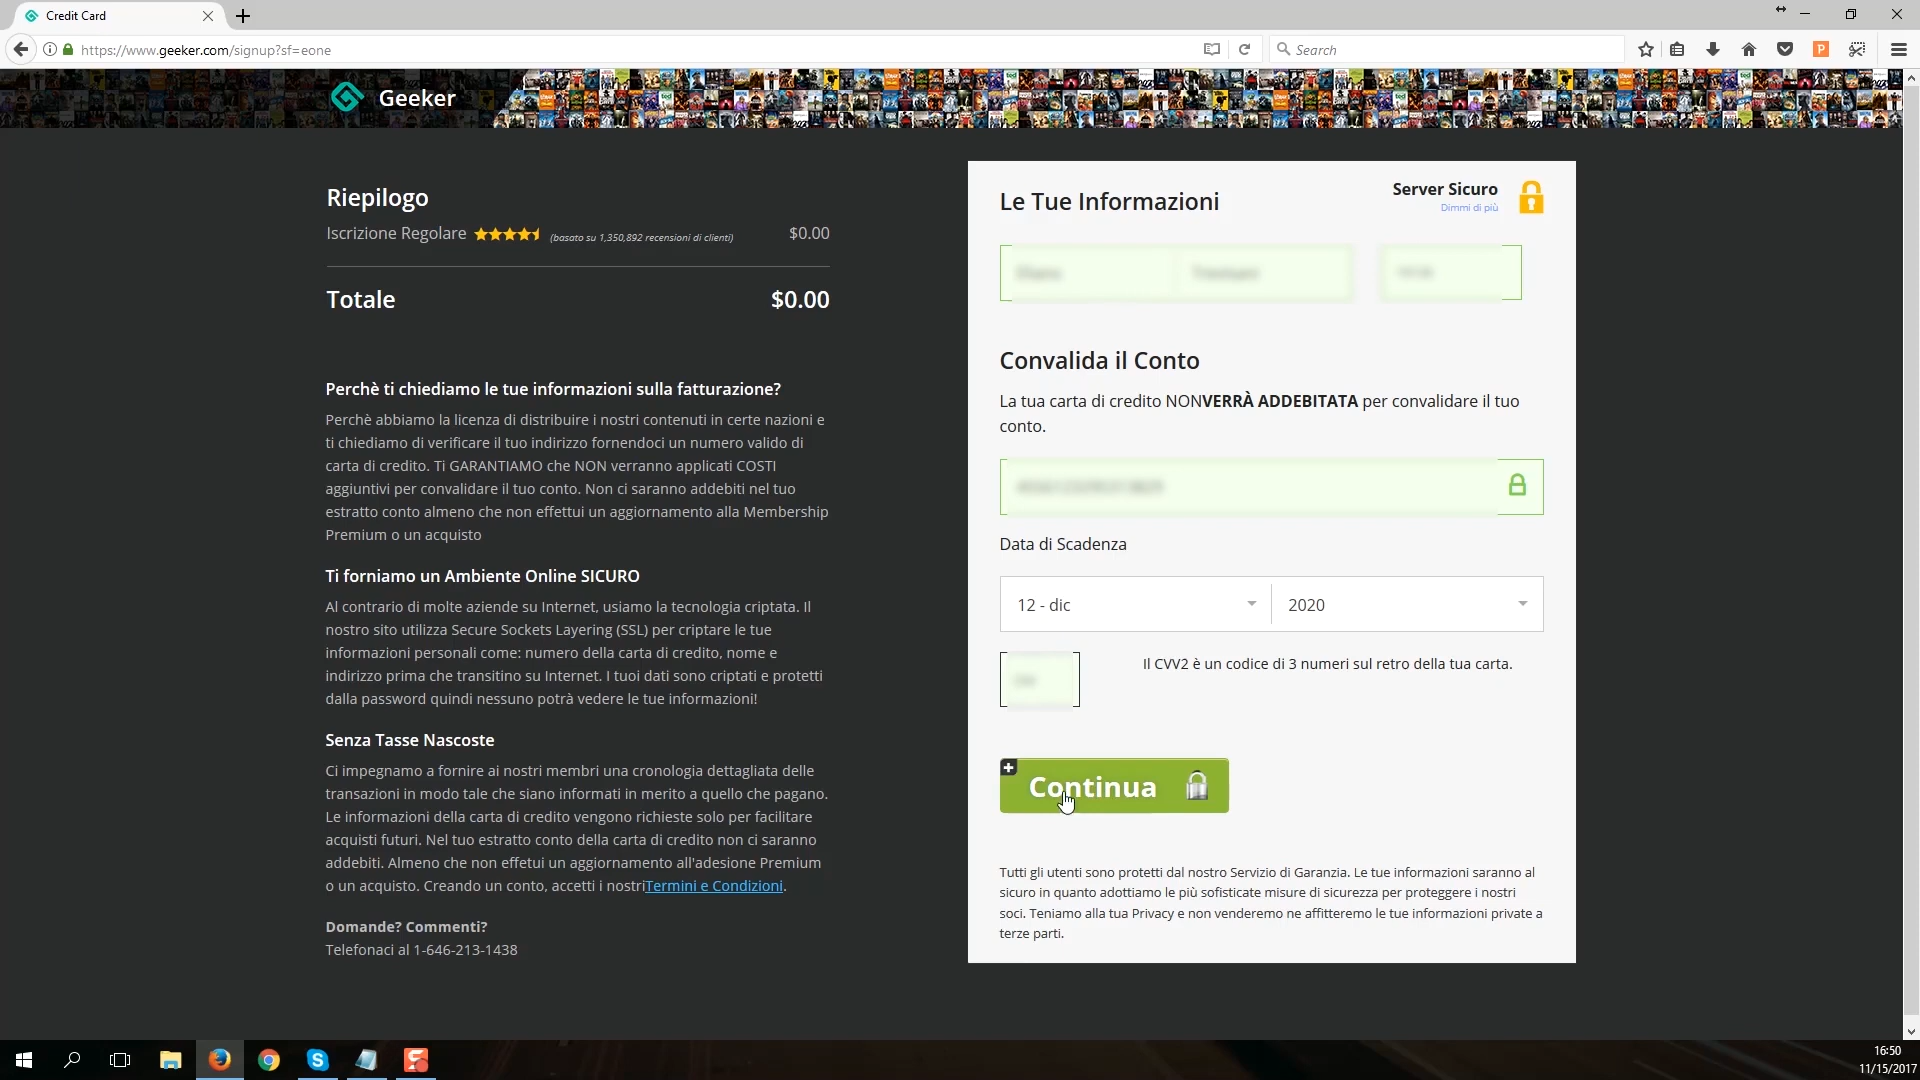 Credit Card
https://www.geeker.com/signup?sf=eone
Search
Geeker
Riepilogo
Iscrizione Regolare (basato su 1,350,892 recensioni di clienti) $0.00
Totale $0.00
Perchè ti chiediamo le tue informazioni sulla fatturazione?
Perchè abbiamo la licenza di distribuire i nostri contenuti in certe nazioni e
ti chiediamo di verificare il tuo indirizzo fornendoci un numero valido di
carta di credito. Ti GARANTIAMO che NON verranno applicati COSTI
aggiuntivi per convalidare il tuo conto. Non ci saranno addebiti nel tuo
estratto conto almeno che non effettui un aggiornamento alla Membership
Premium o un acquisto
Ti forniamo un Ambiente Online SICURO
Al contrario di molte aziende su Internet, usiamo la tecnologia criptata. Il
nostro sito utilizza Secure Sockets Layering (SSL) per criptare le tue
informazioni personali come: numero della carta di credito, nome e
indirizzo prima che transitino su Internet. I tuoi dati sono criptati e protetti
dalla password quindi nessuno potrà vedere le tue informazioni!
Senza Tasse Nascoste
Ci impegnamo a fornire ai nostri membri una cronologia dettagliata delle
transazioni in modo tale che siano informati in merito a quello che pagano.
Le informazioni della carta di credito vengono richieste solo per facilitare
acquisti futuri. Nel tuo estratto conto della carta di credito non ci saranno
addebiti. Almeno che non effetui un aggiornamento all'adesione Premium
o un acquisto. Creando un conto, accetti i nostriTermini e Condizioni.
Domande? Commenti?
Telefonaci al 1-646-213-1438
Le Tue Informazioni
Server Sicuro
Dimmi di più
Convalida il Conto
La tua carta di credito NONVERRÀ ADDEBITATA per convalidare il tuo
conto.
Data di Scadenza
12 - dic 2020
Il CVV2 è un codice di 3 numeri sul retro della tua carta.
Continua
Tutti gli utenti sono protetti dal nostro Servizio di Garanzia. Le tue informazioni saranno al
sicuro in quanto adottiamo le più sofisticate misure di sicurezza per proteggere i nostri
soci. Teniamo alla tua Privacy e non venderemo ne affitteremo le tue informazioni private a
terze parti.
16:50
11/15/2017